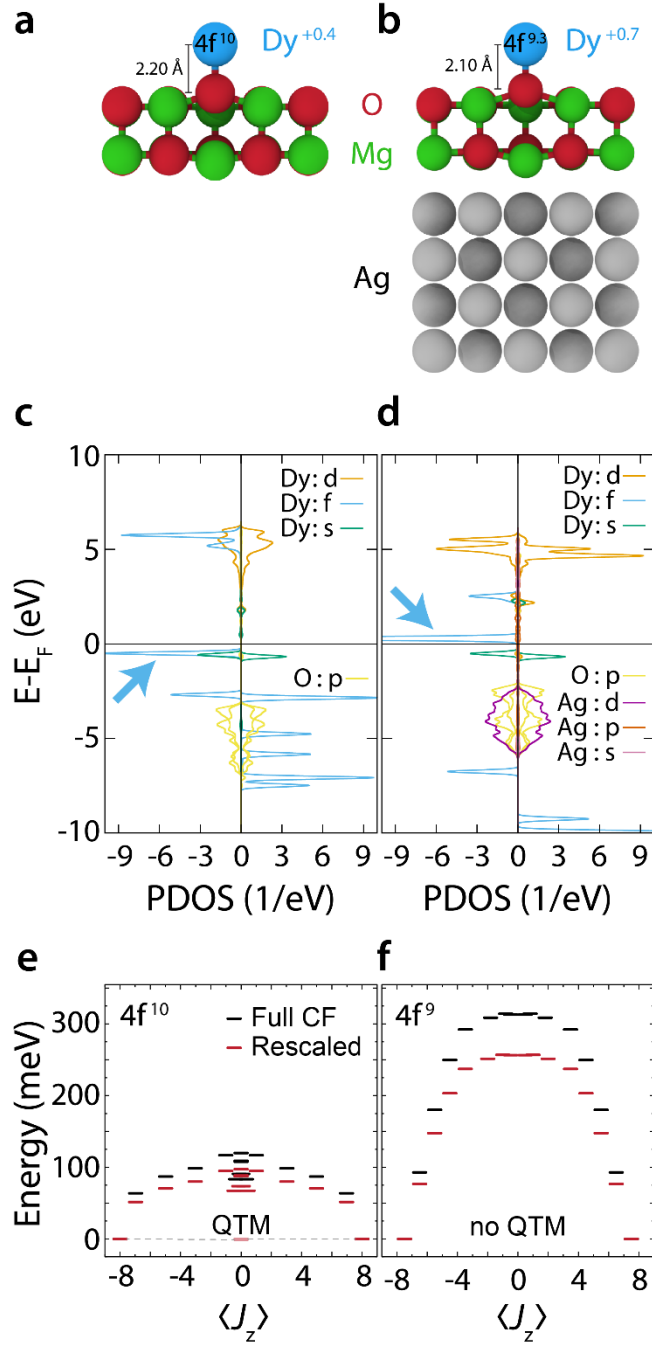 a
b
4f10 Dy+0.4
4f9.3 Dy+0.7
2.20 Å
2.10 Å
O
Mg
Ag
c
d
10
5
0
-5
-10
E-EF (eV)
Dy: d
Dy: f
Dy: s
O : p
Dy: d
Dy: f
Dy: s
O : p
Ag: d
Ag: p
Ag: s
-9 -6 -3 0 3 6 9
-9 -6 -3 0 3 6 9
PDOS (1/eV)
PDOS (1/eV)
e
f
4f10
Full CF
Rescaled
4f9
300
200
100
0
Energy (meV)
QTM
no QTM
-8 -4 0 4 8
-8 -4 0 4 8
⟨Jz⟩
⟨Jz⟩